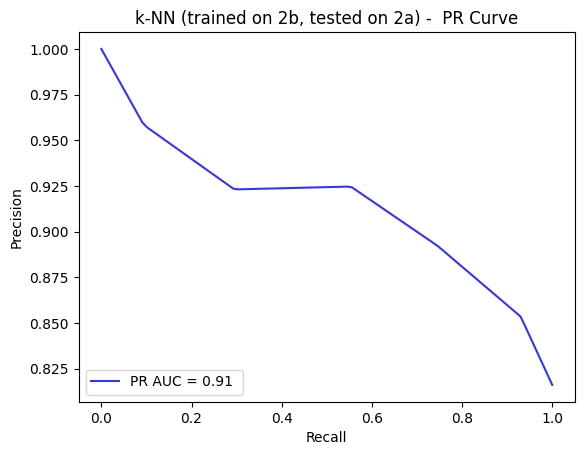 k-NN (trained on 2b, tested on 2a) -  PR Curve
1.000
0.975
0.950
0.925
0.900
0.875
0.850
0.825
Precision
PR AUC = 0.91
0.0 0.2 0.4 0.6 0.8 1.0
Recall